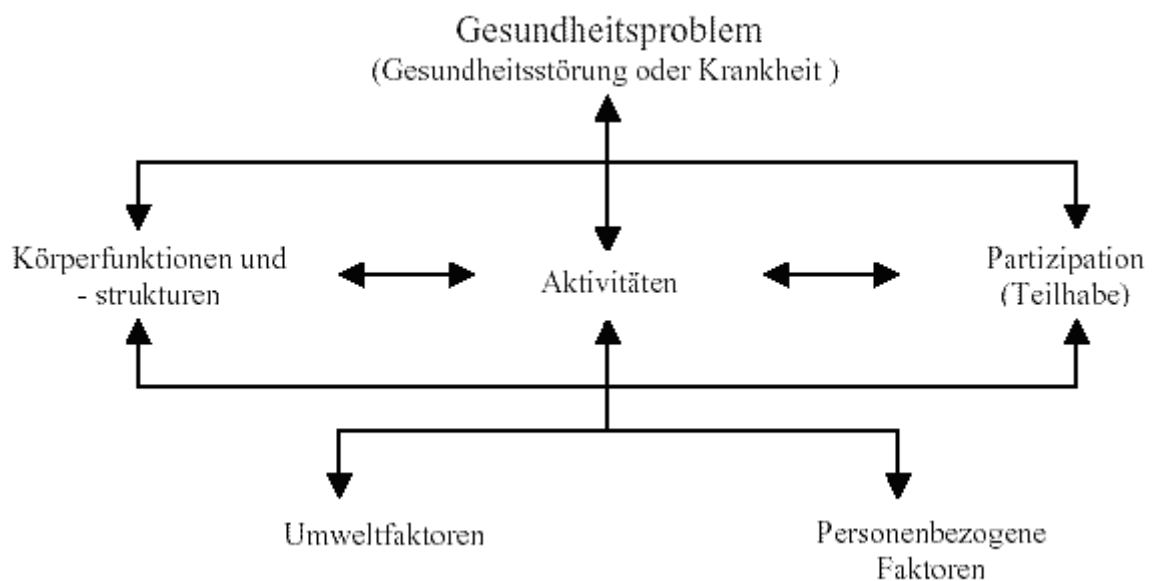 Gesundheitsproblem
(Gesundheitsstörung oder Krankheit )
Körperfunktionen und
- strukturen
Aktivitäten
Partizipation
(Teilhabe)
Umweltfaktoren
Personenbezogene
Faktoren